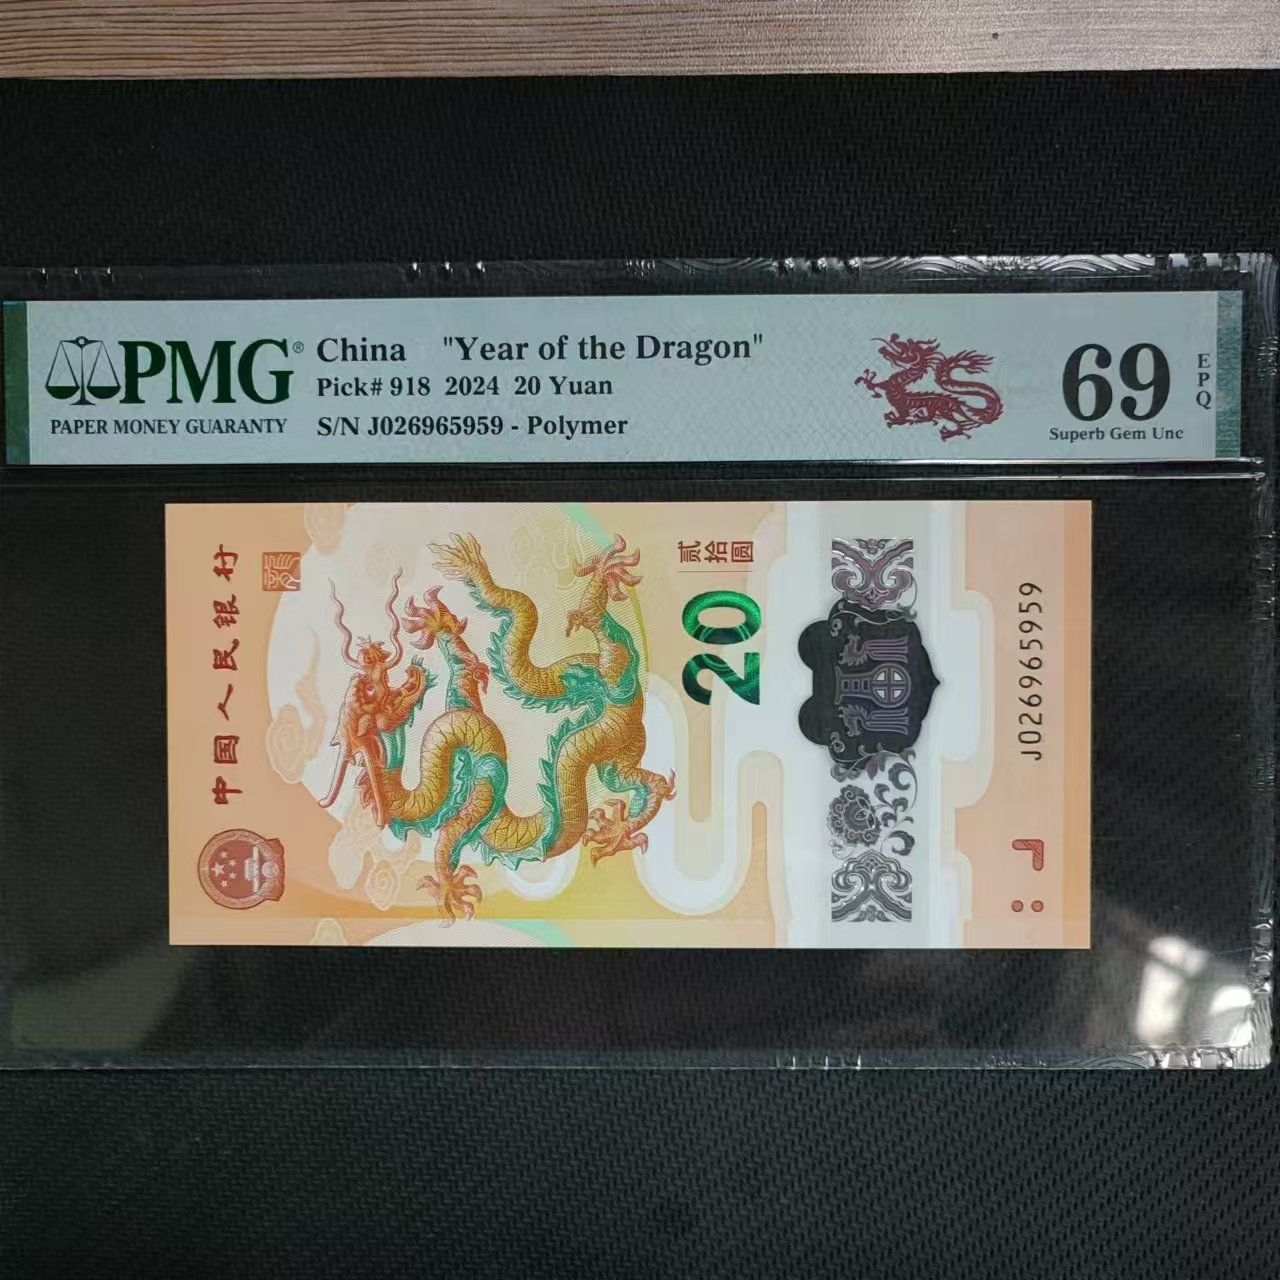 PMG®
PAPER MONEY GUARANTY
China "Year of the Dragon"
Pick# 918 2024 20 Yuan
S/N J026965959 - Polymer
69
EPQ
Superb Gem Unc
中国人民银行
贰拾圆
20
J026965959